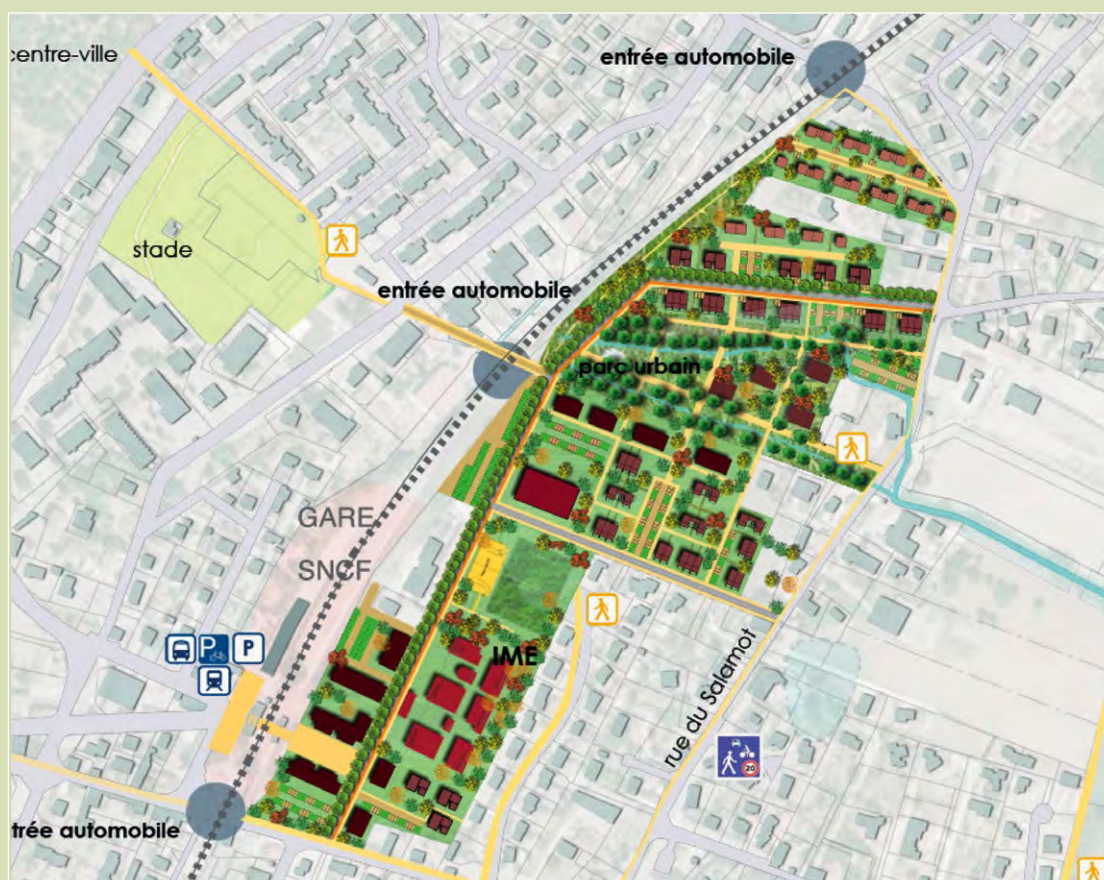 centre-ville
entrée automobile
stade
entrée automobile
parc urbain
GARE
SNCF
P
P
IME
rue du Salamot
20
trée automobile